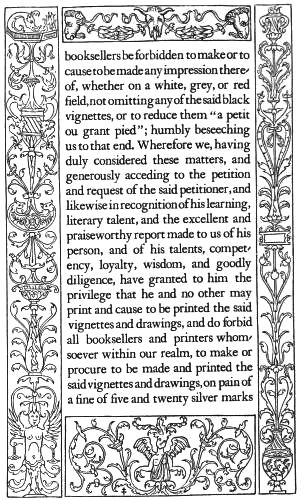 booksellers be forbidden to make or to
cause to be made any impression there-
of, whether on a white, grey, or red
field, not omitting any of the said black
vignettes, or to reduce them “a petit
ou grant pied”; humbly beseeching
us to that end. Wherefore we, having
duly considered these matters, and
generously acceding to the petition
and request of the said petitioner, and
likewise in recognition of his learning,
literary talent, and the excellent and
praiseworthy report made to us of his
person, and of his talents, compet-
ency, loyalty, wisdom, and goodly
diligence, have granted to him the
privilege that he and no other may
print and cause to be printed the said
vignettes and drawings, and do forbid
all booksellers and printers whom-
soever within our realm, to make or
procure to be made and printed the
said vignettes and drawings, on pain of
a fine of five and twenty silver marks